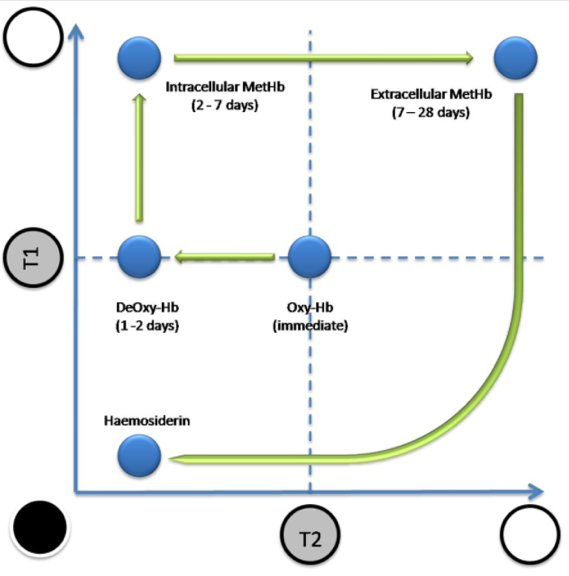 Intracellular MetHb
(2 - 7 days)
Extracellular MetHb
(7 – 28 days)
T1
DeOxy-Hb
(1 -2 days)
Oxy-Hb
(immediate)
Haemosiderin
T2